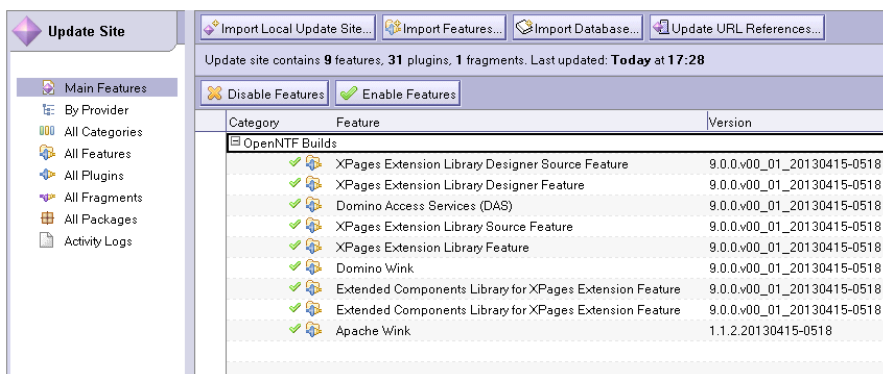 Update Site
Import Local Update Site... Import Features... Import Database... Update URL References...
Update site contains 9 features, 31 plugins, 1 fragments. Last updated: Today at 17:28
Main Features
By Provider
All Categories
All Features
All Plugins
All Fragments
All Packages
Activity Logs
Disable Features Enable Features
Category Feature Version
OpenNTF Builds
XPages Extension Library Designer Source Feature 9.0.0.v00_01_20130415-0518
XPages Extension Library Designer Feature 9.0.0.v00_01_20130415-0518
Domino Access Services (DAS) 9.0.0.v00_01_20130415-0518
XPages Extension Library Source Feature 9.0.0.v00_01_20130415-0518
XPages Extension Library Feature 9.0.0.v00_01_20130415-0518
Domino Wink 9.0.0.v00_01_20130415-0518
Extended Components Library for XPages Extension Feature 9.0.0.v00_01_20130415-0518
Extended Components Library for XPages Extension Feature 9.0.0.v00_01_20130415-0518
Apache Wink 1.1.2.20130415-0518